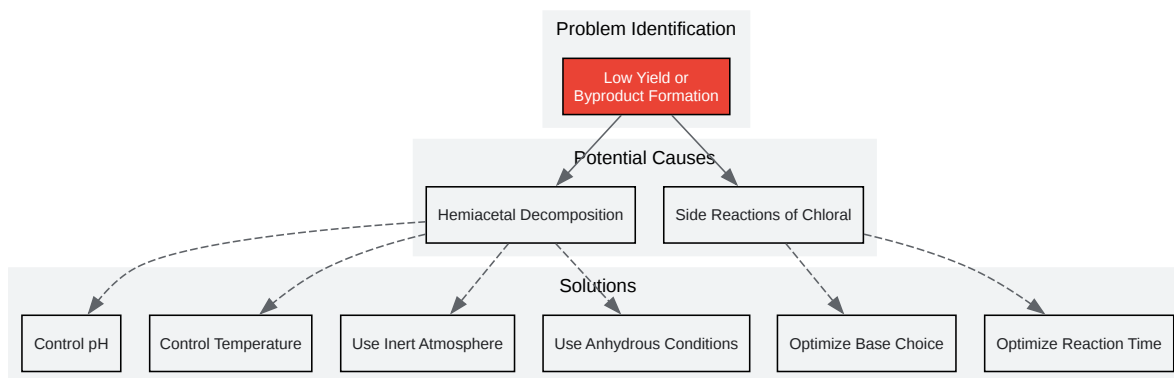 Problem Identification
Low Yield or
Byproduct Formation
Potential Causes
Hemiacetal Decomposition
Side Reactions of Chloral
Solutions
Control pH
Control Temperature
Use Inert Atmosphere
Use Anhydrous Conditions
Optimize Base Choice
Optimize Reaction Time